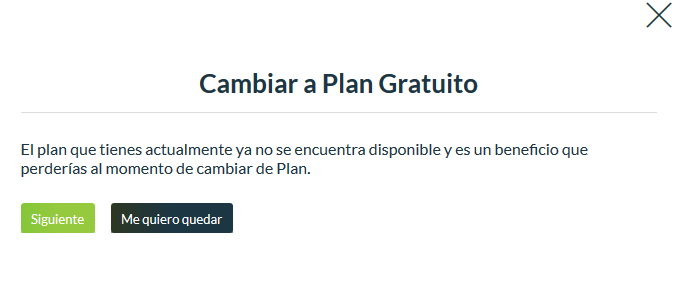 Cambiar a Plan Gratuito
El plan que tienes actualmente ya no se encuentra disponible y es un beneficio que
perderías al momento de cambiar de Plan.
Siguiente
Me quiero quedar